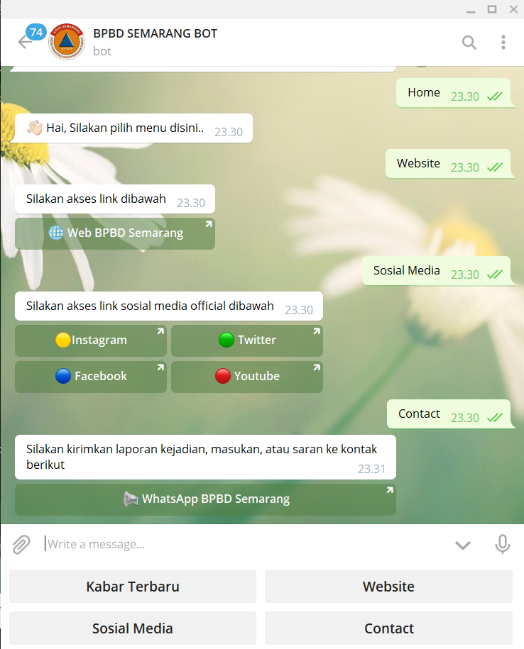 74
BPBD SEMARANG BOT
bot
Home 23.30
👋🏻 Hai, Silakan pilih menu disini.. 23.30
Website 23.30
Silakan akses link dibawah 23.30
🌐 Web BPBD Semarang
Sosial Media 23.30
Silakan akses link sosial media official dibawah 23.30
🟡Instagram
🟢 Twitter
🔵 Facebook
🔴 Youtube
Contact 23.30
Silakan kirimkan laporan kejadian, masukan, atau saran ke kontak
berikut 23.31
📢 WhatsApp BPBD Semarang
Write a message...
Kabar Terbaru
Website
Sosial Media
Contact